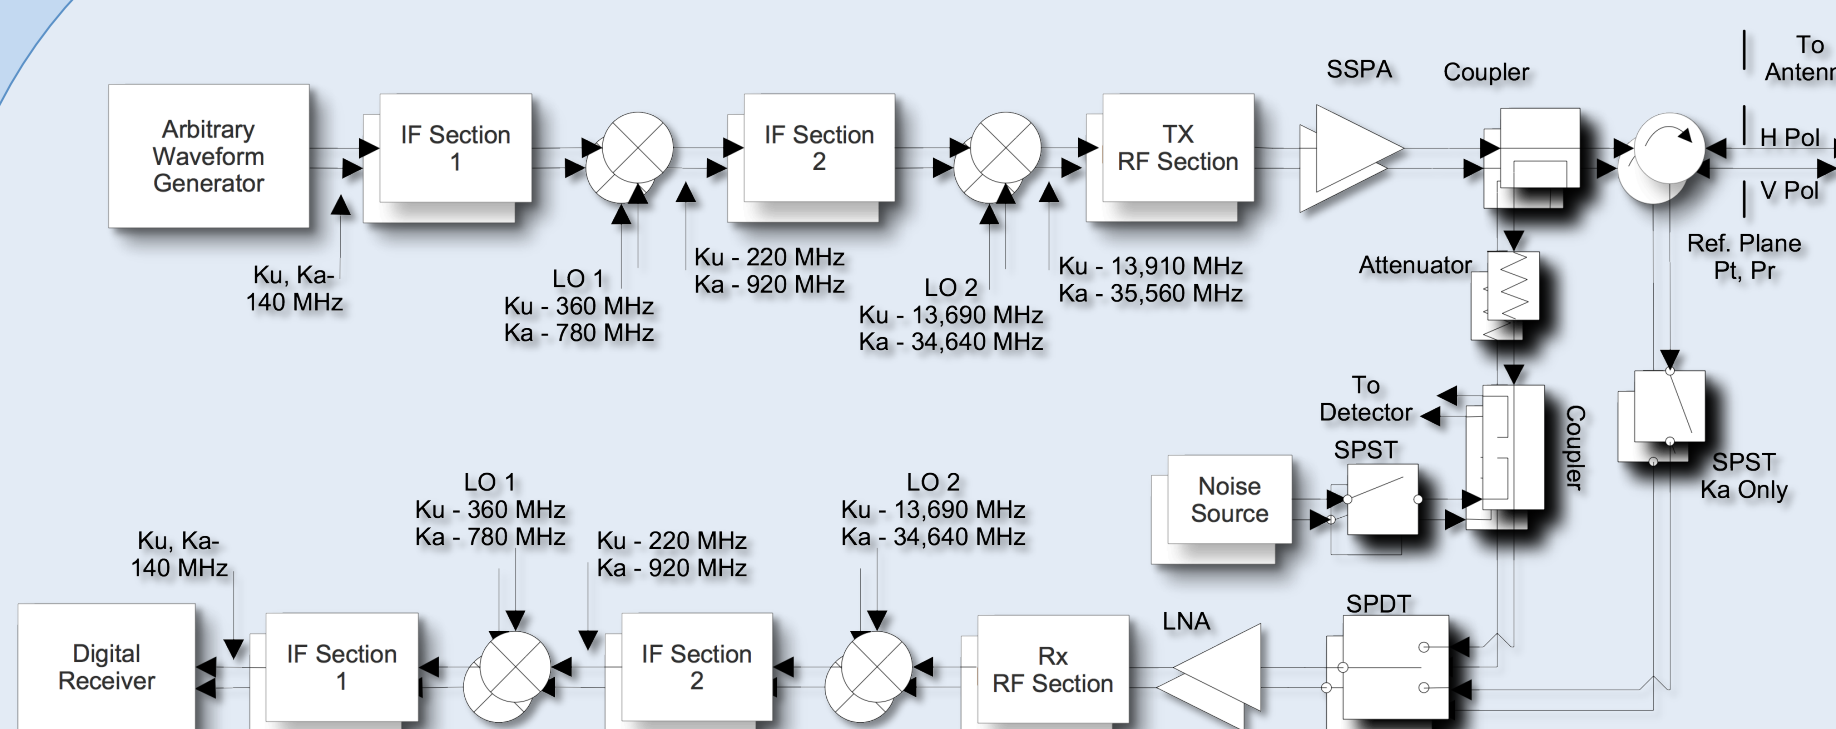 SSPA
Coupler
To
Antenn
Arbitrary
Waveform
Generator
IF Section
1
IF Section
2
TX
RF Section
H Pol
V Pol
Ku, Ka-
140 MHz
LO 1
Ku - 360 MHz
Ka - 780 MHz
Ku - 220 MHz
Ka - 920 MHz
LO 2
Ku - 13,690 MHz
Ka - 34,640 MHz
Ku - 13,910 MHz
Ka - 35,560 MHz
Attenuator
Ref. Plane
Pt, Pr
To
Detector
Coupler
SPST
Noise
Source
SPST
Ka Only
Ku, Ka-
140 MHz
LO 1
Ku - 360 MHz
Ka - 780 MHz
Ku - 220 MHz
Ka - 920 MHz
LO 2
Ku - 13,690 MHz
Ka - 34,640 MHz
LNA
SPDT
Digital
Receiver
IF Section
1
IF Section
2
Rx
RF Section